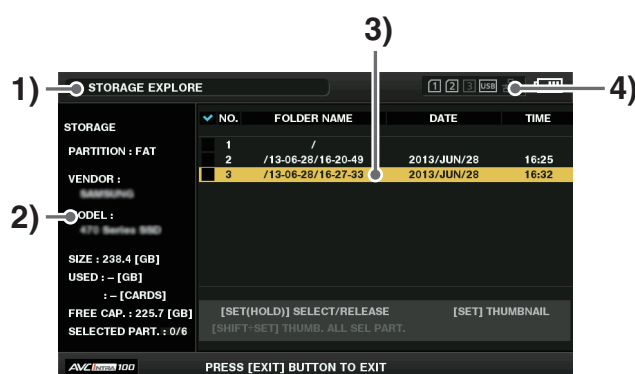 3)
1)
STORAGE EXPLORE
1 2 3 USB
4)
NO. FOLDER NAME DATE TIME
STORAGE
PARTITION : FAT
VENDOR :
SAMSUNG
2)
MODEL :
470 Series SSD
SIZE : 238.4 [GB]
USED : – [GB]
: – [CARDS]
FREE CAP. : 225.7 [GB]
SELECTED PART. : 0/6
1 /
2 /13-06-28/16-20-49 2013/JUN/28 16:25
3 /13-06-28/16-27-33 2013/JUN/28 16:32
[SET(HOLD)] SELECT/RELEASE [SET] THUMBNAIL
[SHIFT+SET] THUMB. ALL SEL PART.
AVC INTRA 100
PRESS [EXIT] BUTTON TO EXIT